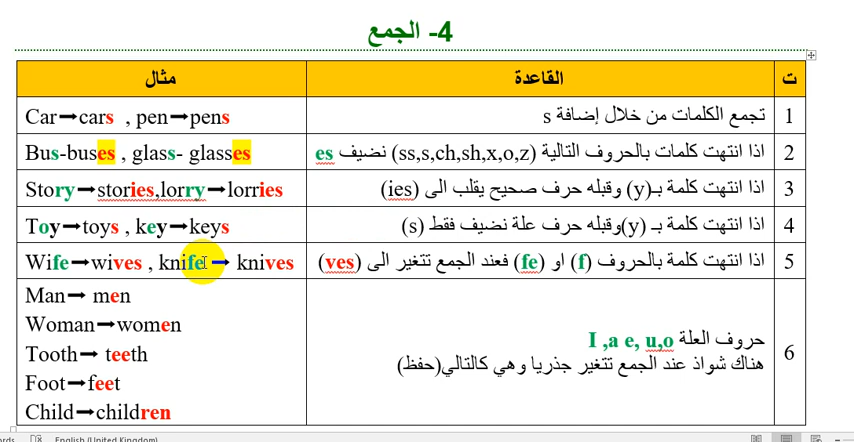 4- الجمع
ت القاعدة مثال
1 تجمع الكلمات من خلال إضافة s Car→cars , pen→pens
2 اذا انتهت كلمات بالحروف التالية (ss,s,ch,sh,x,o,z) نضيف es Bus-buses , glass- glasses
3 اذا انتهت كلمة بـ(y) وقبله حرف صحيح يقلب الى (ies) Story→stories,lorry→lorries
4 اذا انتهت كلمة بـ (y)وقبله حرف علة نضيف فقط (s) Toy→toys , key→keys
5 اذا انتهت كلمة بالحروف (f) او (fe) فعند الجمع تتغير الى (ves) Wife→wives , knife→ knives
6 حروف العلة I ,a e, u,o
هناك شواذ عند الجمع تتغير جذريا وهي كالتالي(حفظ)
Man→ men
Woman→women
Tooth→ teeth
Foot→feet
Child→children
English (United Kingdom)